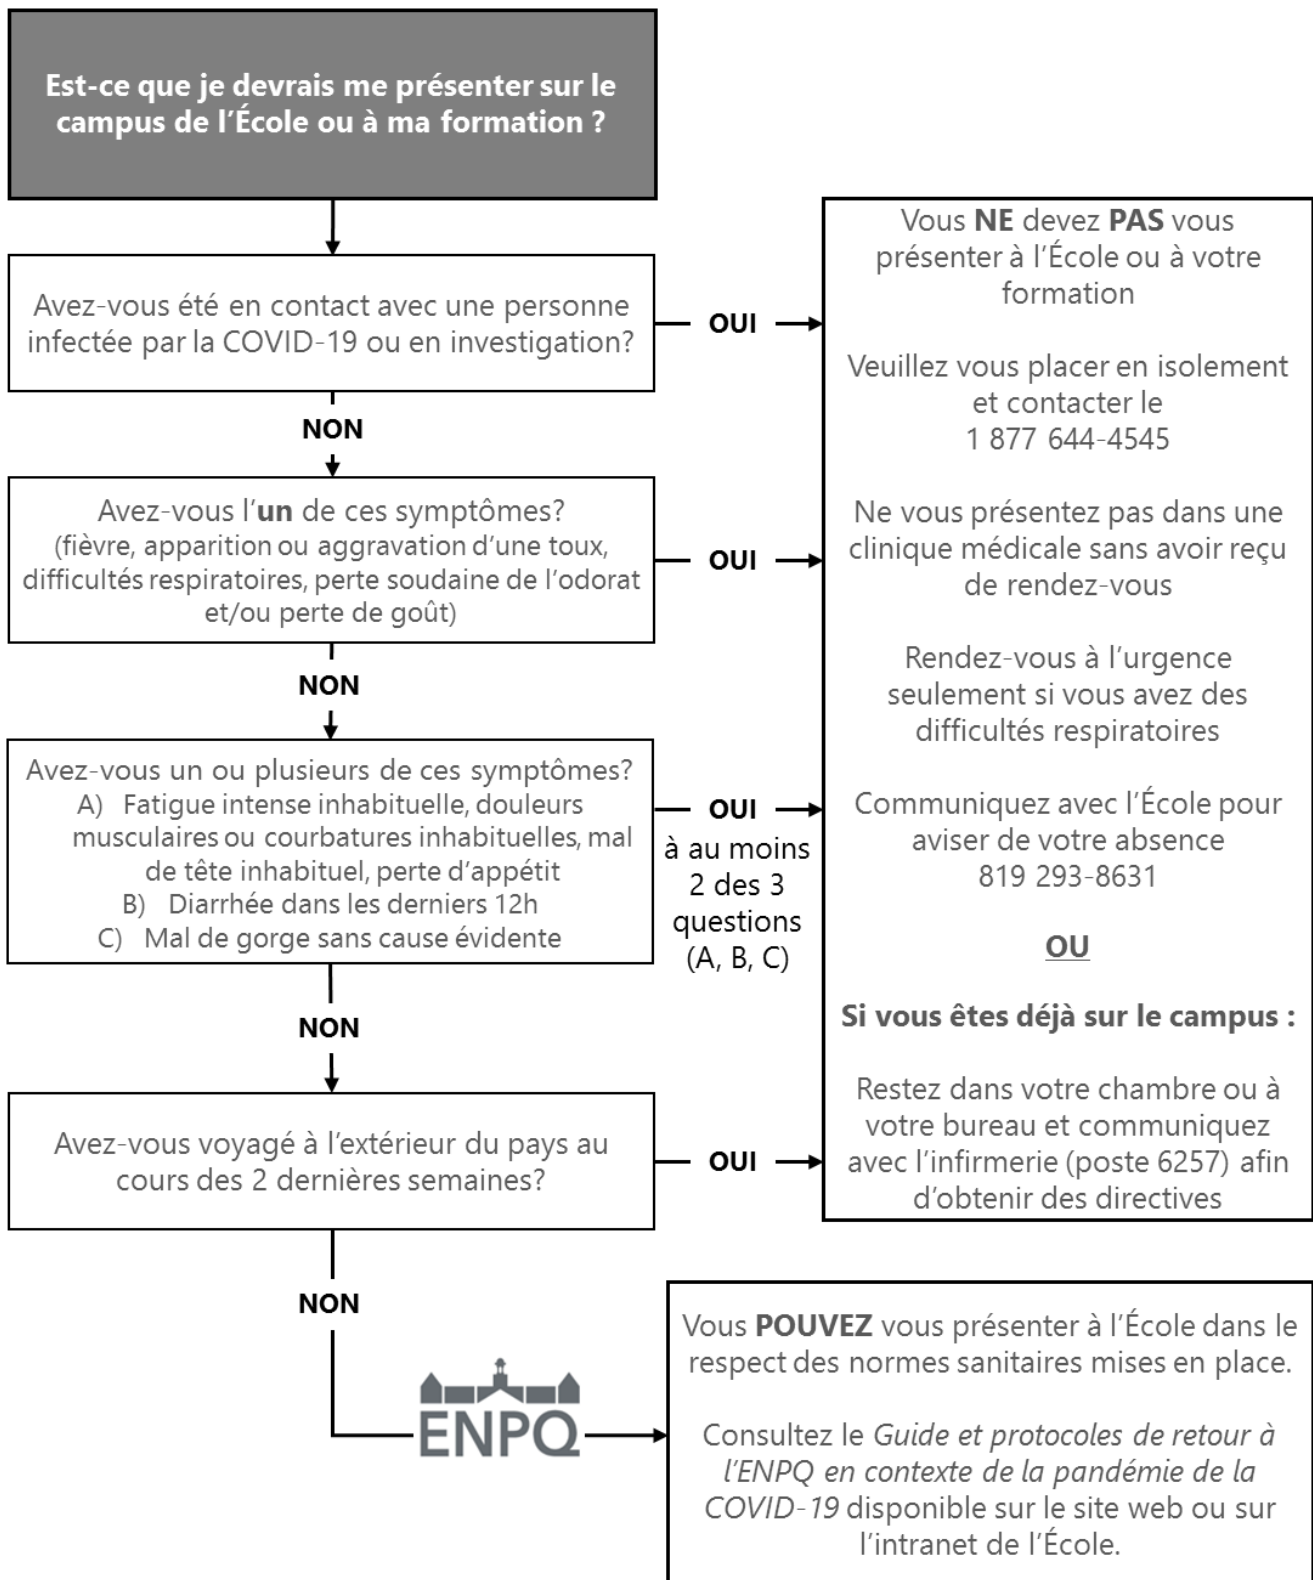 Est-ce que je devrais me présenter sur le
campus de l'École ou à ma formation ?
Avez-vous été en contact avec une personne
infectée par la COVID-19 ou en investigation?
OUI
NON
Avez-vous l'un de ces symptômes?
(fièvre, apparition ou aggravation d'une toux,
difficultés respiratoires, perte soudaine de l'odorat
et/ou perte de goût)
OUI
NON
Avez-vous un ou plusieurs de ces symptômes?
A) Fatigue intense inhabituelle, douleurs
musculaires ou courbatures inhabituelles, mal
de tête inhabituel, perte d'appétit
B) Diarrhée dans les derniers 12h
C) Mal de gorge sans cause évidente
OUI
à au moins
2 des 3
questions
(A, B, C)
NON
Avez-vous voyagé à l'extérieur du pays au
cours des 2 dernières semaines?
OUI
NON
Vous NE devez PAS vous
présenter à l'École ou à votre
formation
Veuillez vous placer en isolement
et contacter le
1 877 644-4545
Ne vous présentez pas dans une
clinique médicale sans avoir reçu
de rendez-vous
Rendez-vous à l'urgence
seulement si vous avez des
difficultés respiratoires
Communiquez avec l'École pour
aviser de votre absence
819 293-8631
OU
Si vous êtes déjà sur le campus :
Restez dans votre chambre ou à
votre bureau et communiquez
avec l'infirmerie (poste 6257) afin
d'obtenir des directives
ENPQ
Vous POUVEZ vous présenter à l'École dans le
respect des normes sanitaires mises en place.
Consultez le Guide et protocoles de retour à
l'ENPQ en contexte de la pandémie de la
COVID-19 disponible sur le site web ou sur
l'intranet de l'École.